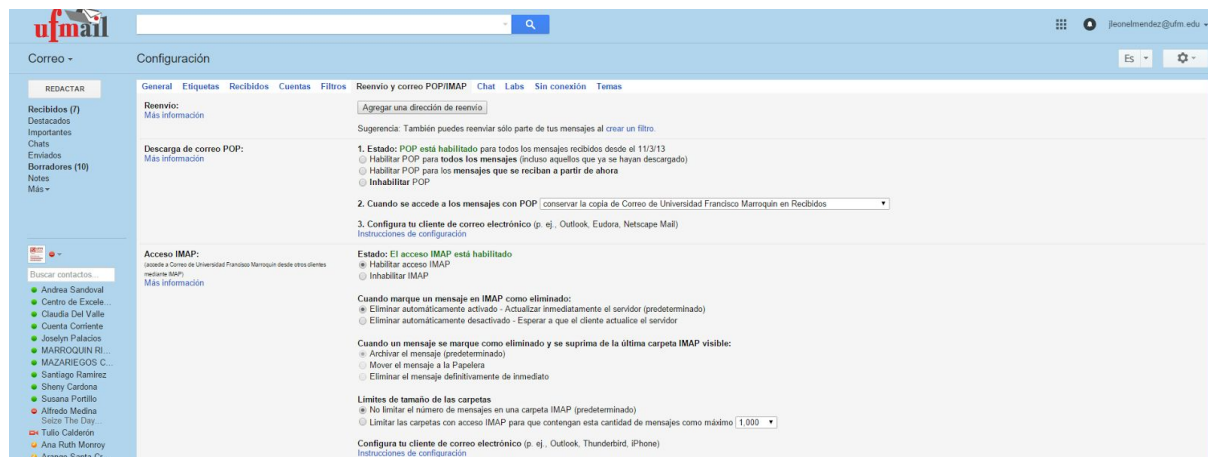 ufmail
jleonelmendez@ufm.edu
Correo
Configuración
Es
REDACTAR
Recibidos (7)
Destacados
Importantes
Chats
Enviados
Borradores (10)
Notes
Más
Buscar contactos...
Andrea Sandoval
Centro de Excele...
Claudia Del Valle
Cuenta Corriente
Joselyn Palacios
MARROQUIN RI...
MAZARIEGOS C...
Santiago Ramirez
Sheny Cardona
Susana Portillo
Alfredo Medina
Seize The Day...
Tulio Calderón
Ana Ruth Monroy
General Etiquetas Recibidos Cuentas Filtros Reenvío y correo POP/IMAP Chat Labs Sin conexión Temas
Reenvío:
Más información
Agregar una dirección de reenvío
Sugerencia: También puedes reenviar sólo parte de tus mensajes al crear un filtro.
Descarga de correo POP:
Más información
1. Estado: POP está habilitado para todos los mensajes recibidos desde el 11/3/13
Habilitar POP para todos los mensajes (incluso aquellos que ya se hayan descargado)
Habilitar POP para los mensajes que se reciban a partir de ahora
Inhabilitar POP
2. Cuando se accede a los mensajes con POP conservar la copia de Correo de Universidad Francisco Marroquin en Recibidos
3. Configura tu cliente de correo electrónico (p. ej., Outlook, Eudora, Netscape Mail)
Instrucciones de configuración
Acceso IMAP:
(accede a Correo de Universidad Francisco Marroquin desde otros clientes
mediante IMAP)
Más información
Estado: El acceso IMAP está habilitado
Habilitar acceso IMAP
Inhabilitar IMAP
Cuando marque un mensaje en IMAP como eliminado:
Eliminar automáticamente activado - Actualizar inmediatamente el servidor (predeterminado)
Eliminar automáticamente desactivado - Esperar a que el cliente actualice el servidor
Cuando un mensaje se marque como eliminado y se suprima de la última carpeta IMAP visible:
Archivar el mensaje (predeterminado)
Mover el mensaje a la Papelera
Eliminar el mensaje definitivamente de inmediato
Límites de tamaño de las carpetas
No limitar el número de mensajes en una carpeta IMAP (predeterminado)
Limitar las carpetas con acceso IMAP para que contengan esta cantidad de mensajes como máximo 1,000
Configura tu cliente de correo electrónico (p. ej., Outlook, Thunderbird, iPhone)
Instrucciones de configuración